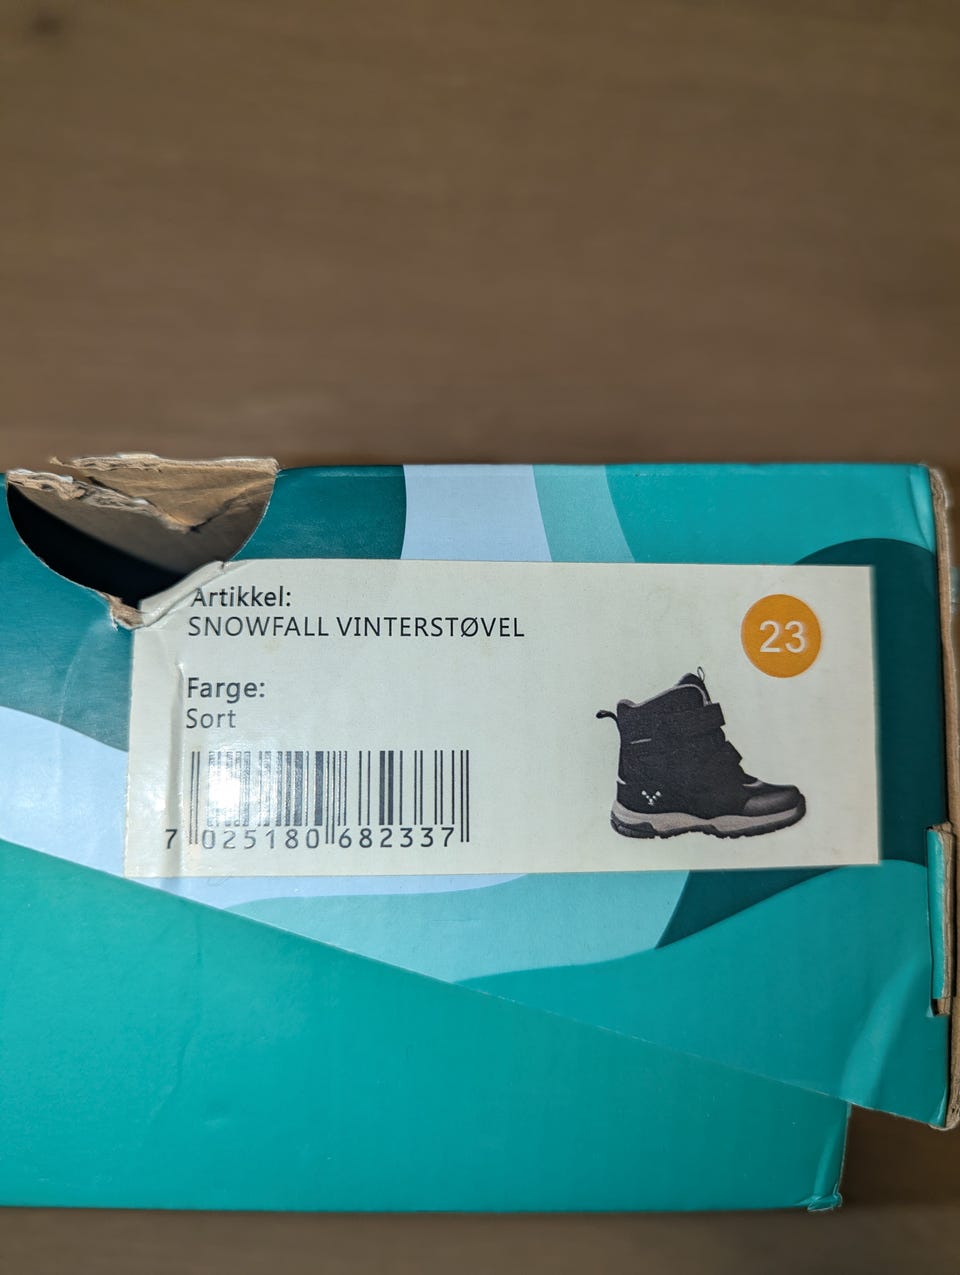 Artikkel:
SNOWFALL VINTERSTØVEL
23
Farge:
Sort
7 025180 682337